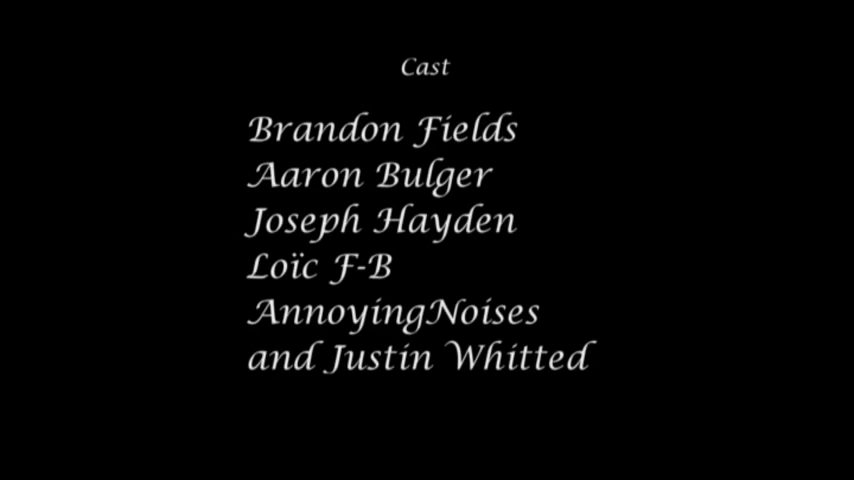 Cast
Brandon Fields
Aaron Bulger
Joseph Hayden
Loïc F-B
AnnoyingNoises
and Justin Whitted